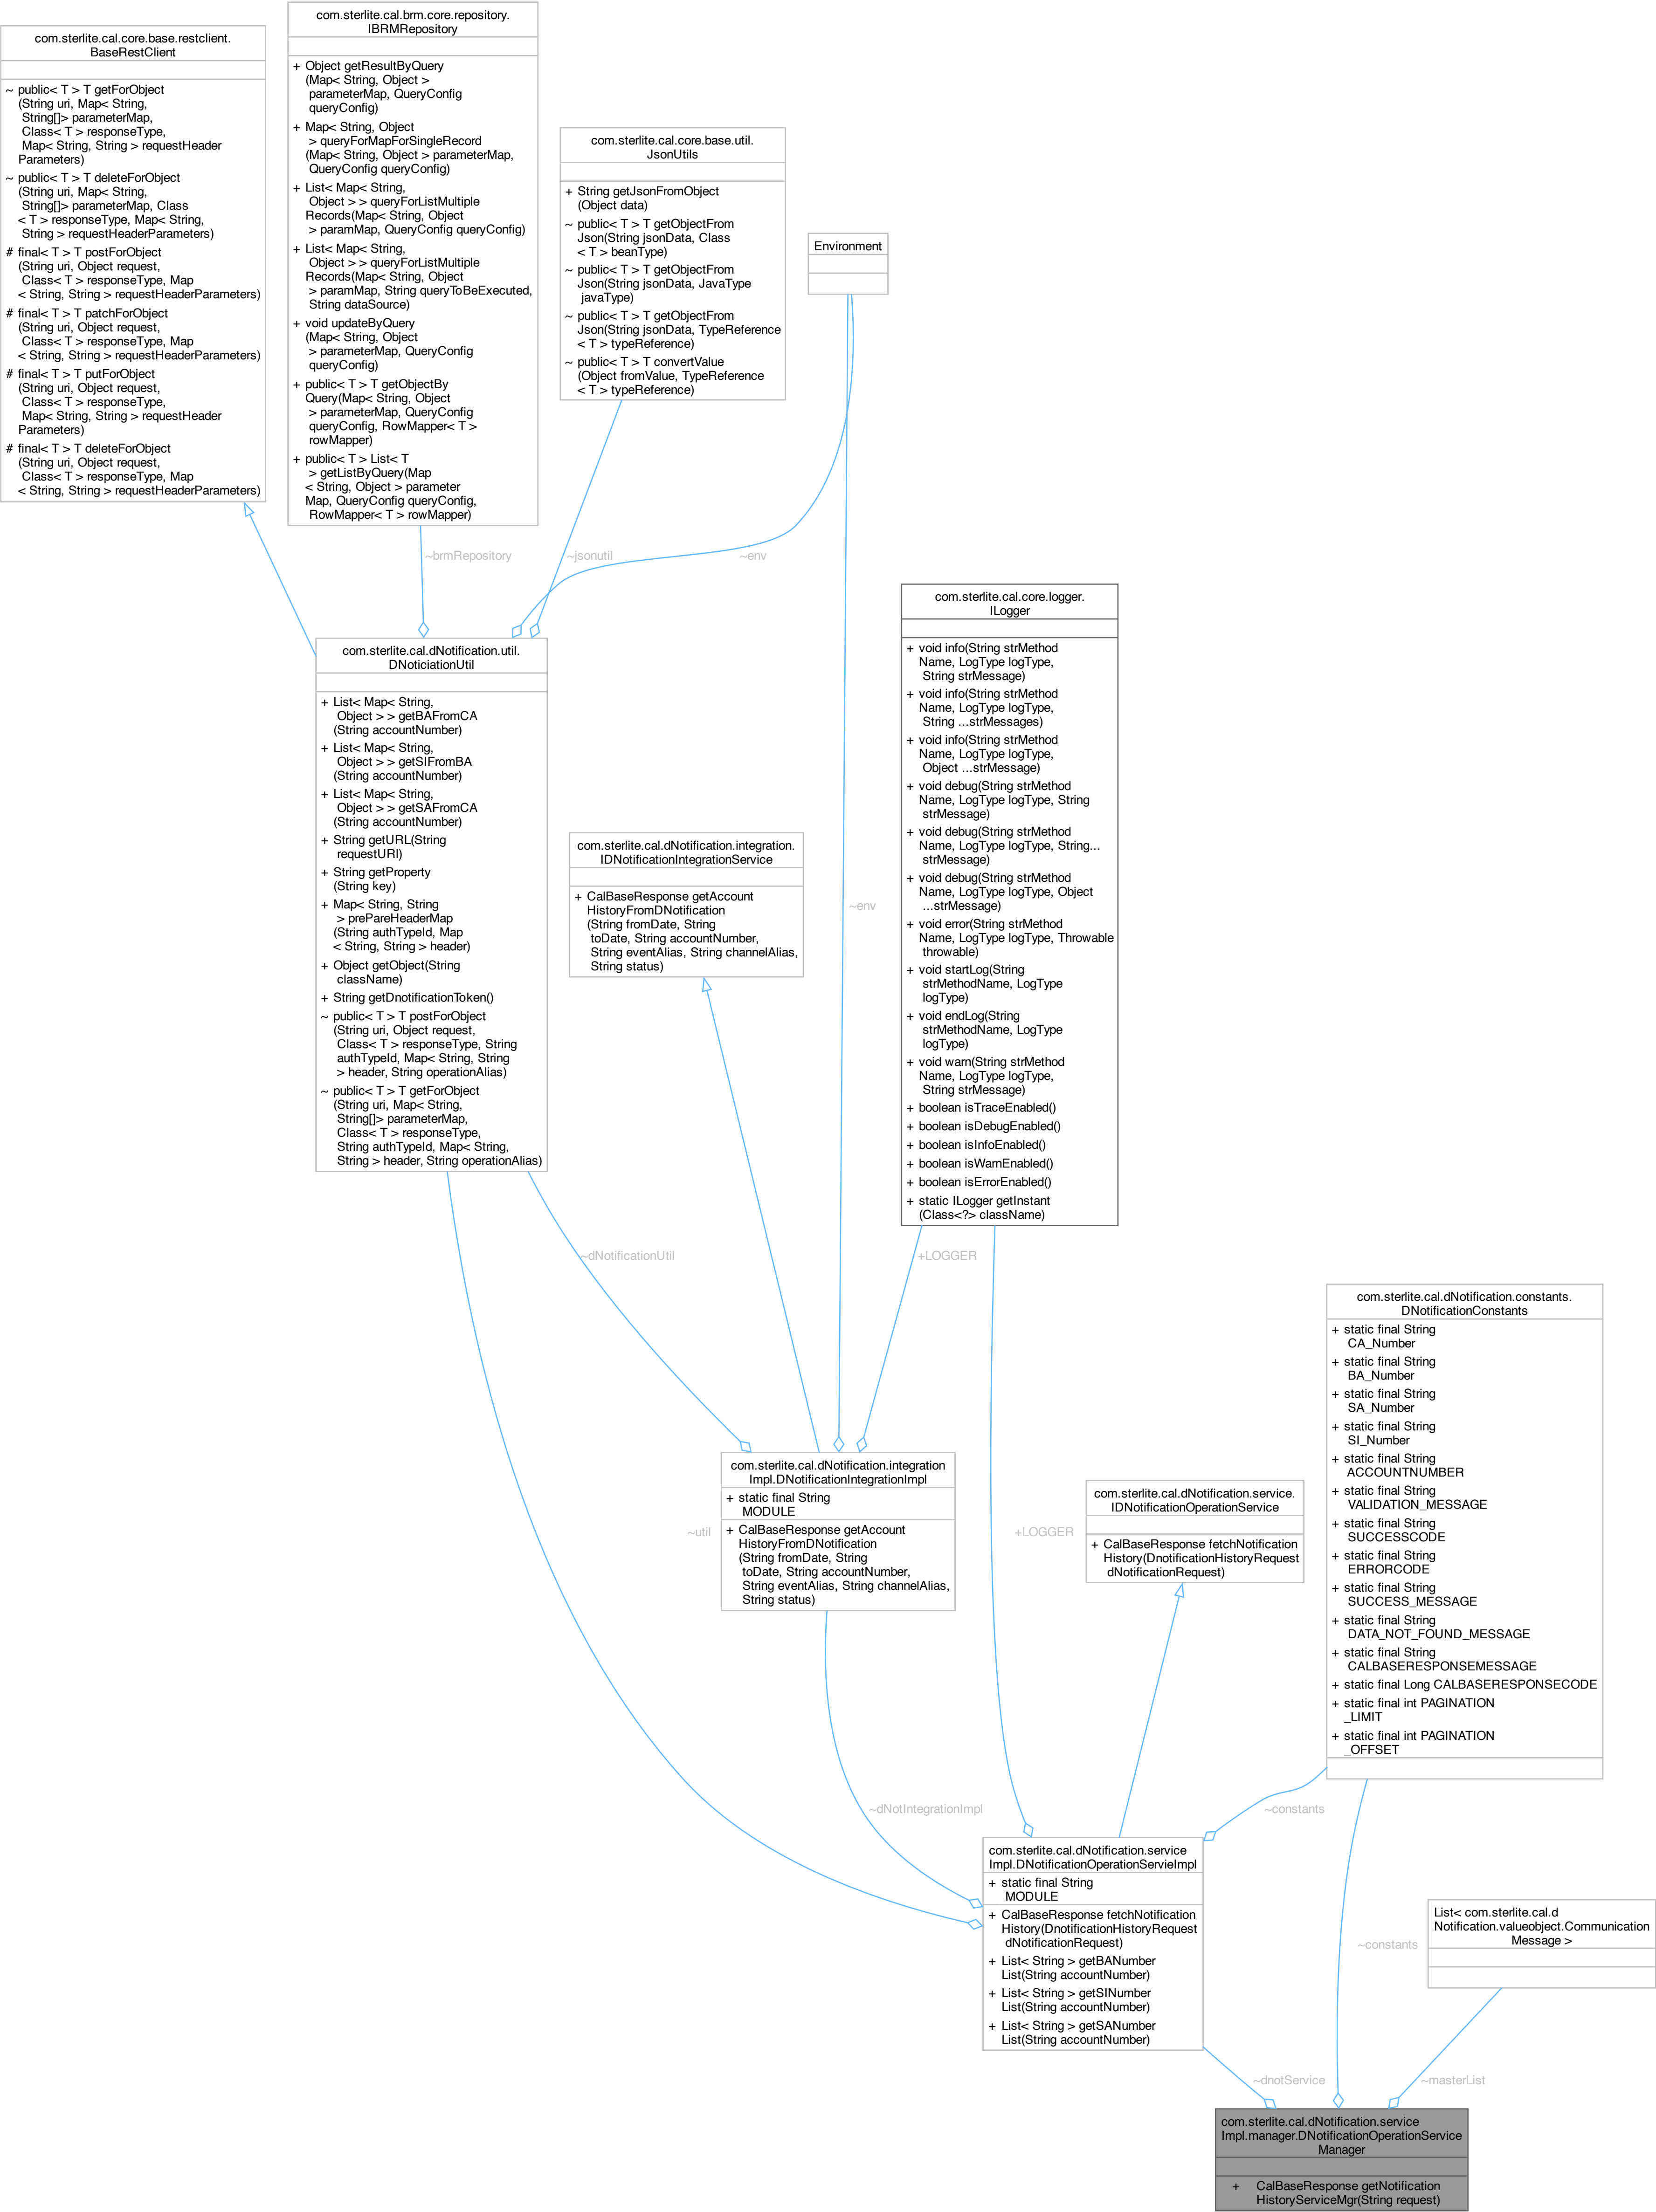 com.sterlite.cal.core.base.restclient.
BaseRestClient
~ public< T > T getForObject
(String uri, Map< String,
String[]> parameterMap,
Class< T > responseType,
Map< String, String > requestHeader
Parameters)
~ public< T > T deleteForObject
(String uri, Map< String,
String[]> parameterMap, Class
< T > responseType, Map< String,
String > requestHeaderParameters)
# final< T > T postForObject
(String uri, Object request,
Class< T > responseType, Map
< String, String > requestHeaderParameters)
# final< T > T patchForObject
(String uri, Object request,
Class< T > responseType, Map
< String, String > requestHeaderParameters)
# final< T > T putForObject
(String uri, Object request,
Class< T > responseType,
Map< String, String > requestHeader
Parameters)
# final< T > T deleteForObject
(String uri, Object request,
Class< T > responseType, Map
< String, String > requestHeaderParameters)
com.sterlite.cal.brm.core.repository.
IBRMRepository
+ Object getResultByQuery
(Map< String, Object >
parameterMap, QueryConfig
queryConfig)
+ Map< String, Object
> queryForMapForSingleRecord
(Map< String, Object > parameterMap,
QueryConfig queryConfig)
+ List< Map< String,
Object > > queryForListMultiple
Records(Map< String, Object
> paramMap, QueryConfig queryConfig)
+ List< Map< String,
Object > > queryForListMultiple
Records(Map< String, Object
> paramMap, String queryToBeExecuted,
String dataSource)
+ void updateByQuery
(Map< String, Object
> parameterMap, QueryConfig
queryConfig)
+ public< T > T getObjectBy
Query(Map< String, Object
> parameterMap, QueryConfig
queryConfig, RowMapper< T >
rowMapper)
+ public< T > List< T
> getListByQuery(Map
< String, Object > parameter
Map, QueryConfig queryConfig,
RowMapper< T > rowMapper)
com.sterlite.cal.core.base.util.
JsonUtils
+ String getJsonFromObject
(Object data)
~ public< T > T getObjectFrom
Json(String jsonData, Class
< T > beanType)
~ public< T > T getObjectFrom
Json(String jsonData, JavaType
javaType)
~ public< T > T getObjectFrom
Json(String jsonData, TypeReference
< T > typeReference)
~ public< T > T convertValue
(Object fromValue, TypeReference
< T > typeReference)
Environment
~brmRepository
~jsonutil
~env
com.sterlite.cal.dNotification.util.
DNoticiationUtil
+ List< Map< String,
Object > > getBAFromCA
(String accountNumber)
+ List< Map< String,
Object > > getSIFromBA
(String accountNumber)
+ List< Map< String,
Object > > getSAFromCA
(String accountNumber)
+ String getURL(String
requestURl)
+ String getProperty
(String key)
+ Map< String, String
> prePareHeaderMap
(String authTypeId, Map
< String, String > header)
+ Object getObject(String
className)
+ String getDnotificationToken()
~ public< T > T postForObject
(String uri, Object request,
Class< T > responseType, String
authTypeId, Map< String, String
> header, String operationAlias)
~ public< T > T getForObject
(String uri, Map< String,
String[]> parameterMap,
Class< T > responseType,
String authTypeId, Map< String,
String > header, String operationAlias)
com.sterlite.cal.dNotification.integration.
IDNotificationIntegrationService
+ CalBaseResponse getAccount
HistoryFromDNotification
(String fromDate, String
toDate, String accountNumber,
String eventAlias, String channelAlias,
String status)
~env
com.sterlite.cal.core.logger.
ILogger
+ void info(String strMethod
Name, LogType logType,
String strMessage)
+ void info(String strMethod
Name, LogType logType,
String ...strMessages)
+ void info(String strMethod
Name, LogType logType,
Object ...strMessage)
+ void debug(String strMethod
Name, LogType logType, String
strMessage)
+ void debug(String strMethod
Name, LogType logType, String...
strMessage)
+ void debug(String strMethod
Name, LogType logType, Object
...strMessage)
+ void error(String strMethod
Name, LogType logType, Throwable
throwable)
+ void startLog(String
strMethodName, LogType
logType)
+ void endLog(String
strMethodName, LogType
logType)
+ void warn(String strMethod
Name, LogType logType,
String strMessage)
+ boolean isTraceEnabled()
+ boolean isDebugEnabled()
+ boolean isInfoEnabled()
+ boolean isWarnEnabled()
+ boolean isErrorEnabled()
+ static ILogger getInstant
(Class<?> className)
~dNotificationUtil
+LOGGER
com.sterlite.cal.dNotification.constants.
DNotificationConstants
+ static final String
CA_Number
+ static final String
BA_Number
+ static final String
SA_Number
+ static final String
SI_Number
+ static final String
ACCOUNTNUMBER
+ static final String
VALIDATION_MESSAGE
+ static final String
SUCCESSCODE
+ static final String
ERRORCODE
+ static final String
SUCCESS_MESSAGE
+ static final String
DATA_NOT_FOUND_MESSAGE
+ static final String
CALBASERESPONSEMESSAGE
+ static final Long CALBASERESPONSECODE
+ static final int PAGINATION
_LIMIT
+ static final int PAGINATION
_OFFSET
com.sterlite.cal.dNotification.integration
Impl.DNotificationIntegrationImpl
+ static final String
MODULE
+ CalBaseResponse getAccount
HistoryFromDNotification
(String fromDate, String
toDate, String accountNumber,
String eventAlias, String channelAlias,
String status)
~util
+LOGGER
com.sterlite.cal.dNotification.service.
IDNotificationOperationService
+ CalBaseResponse fetchNotification
History(DnotificationHistoryRequest
dNotificationRequest)
~dNotIntegrationImpl
~constants
com.sterlite.cal.dNotification.service
Impl.DNotificationOperationServieImpl
+ static final String
MODULE
+ CalBaseResponse fetchNotification
History(DnotificationHistoryRequest
dNotificationRequest)
+ List< String > getBANumber
List(String accountNumber)
+ List< String > getSINumber
List(String accountNumber)
+ List< String > getSANumber
List(String accountNumber)
~constants
List< com.sterlite.cal.d
Notification.valueobject.Communication
Message >
~dnotService
~masterList
com.sterlite.cal.dNotification.service
Impl.manager.DNotificationOperationService
Manager
+ CalBaseResponse getNotification
HistoryServiceMgr(String request)